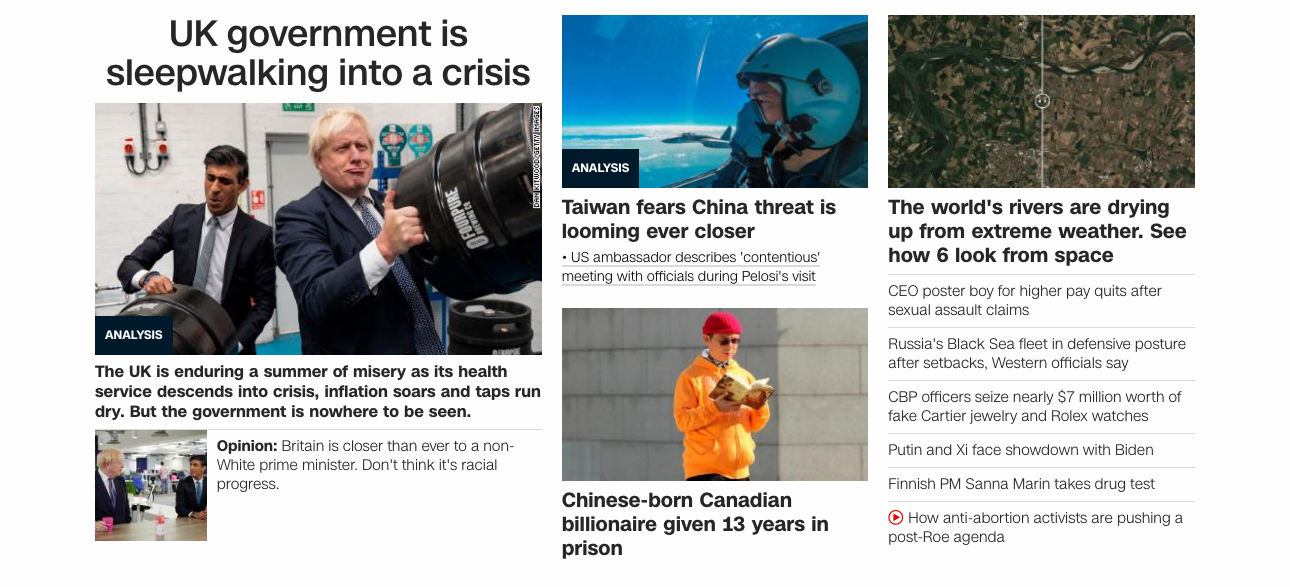 UK government is
sleepwalking into a crisis
DAN KITWOOD/GETTY IMAGES
FOURPURE
BREWING CO.
ANALYSIS
The UK is enduring a summer of misery as its health
service descends into crisis, inflation soars and taps run
dry. But the government is nowhere to be seen.
Opinion: Britain is closer than ever to a non-
White prime minister. Don't think it's racial
progress.
ANALYSIS
Taiwan fears China threat is
looming ever closer
• US ambassador describes 'contentious'
meeting with officials during Pelosi's visit
Chinese-born Canadian
billionaire given 13 years in
prison
The world's rivers are drying
up from extreme weather. See
how 6 look from space
CEO poster boy for higher pay quits after
sexual assault claims
Russia's Black Sea fleet in defensive posture
after setbacks, Western officials say
CBP officers seize nearly $7 million worth of
fake Cartier jewelry and Rolex watches
Putin and Xi face showdown with Biden
Finnish PM Sanna Marin takes drug test
How anti-abortion activists are pushing a
post-Roe agenda